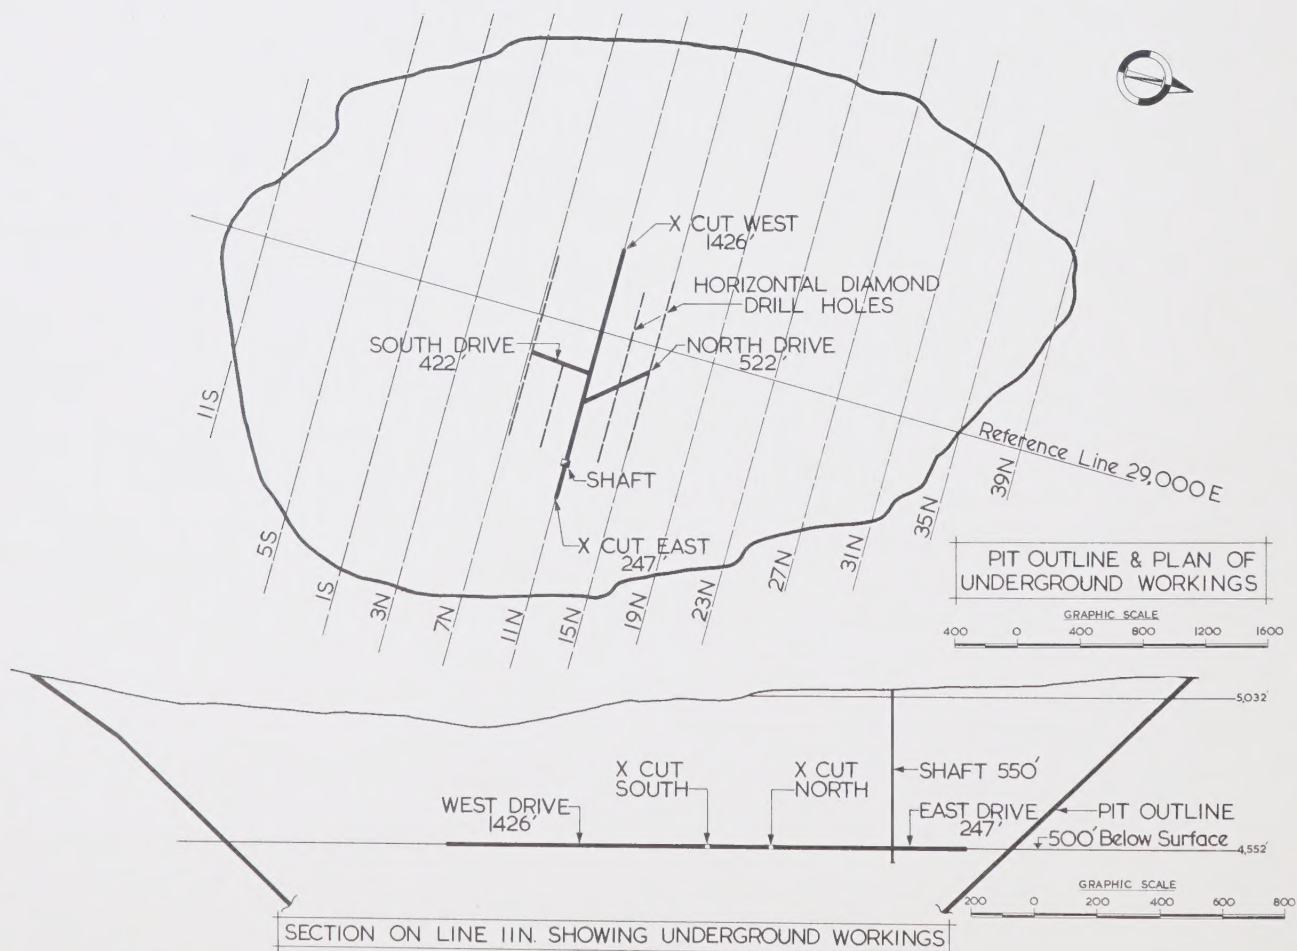 X CUT WEST
1426'
HORIZONTAL DIAMOND
DRILL HOLES
SOUTH DRIVE
422'
NORTH DRIVE
522'
SHAFT
X CUT EAST
247'
11S
5S
1S
3N
7N
11N
15N
19N
23N
27N
31N
35N
39N
Reference Line 29,000 E
PIT OUTLINE & PLAN OF
UNDERGROUND WORKINGS
GRAPHIC SCALE
400 0 400 800 1200 1600
5,032'
X CUT
SOUTH
X CUT
NORTH
SHAFT 550'
WEST DRIVE
1426'
EAST DRIVE
247'
PIT OUTLINE
500' Below Surface
4,552'
GRAPHIC SCALE
200 0 200 400 600 800
SECTION ON LINE 11N. SHOWING UNDERGROUND WORKINGS